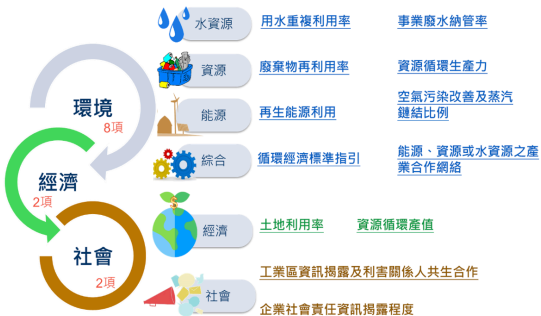 環境
8項
經濟
2項
社會
2項
水資源
用水重複利用率
事業廢水納管率
資源
廢棄物再利用率
資源循環生產力
能源
再生能源利用
空氣污染改善及蒸汽
鏈結比例
綜合
循環經濟標準指引
能源、資源或水資源之產
業合作網絡
經濟
土地利用率
資源循環產值
社會
工業區資訊揭露及利害關係人共生合作
企業社會責任資訊揭露程度